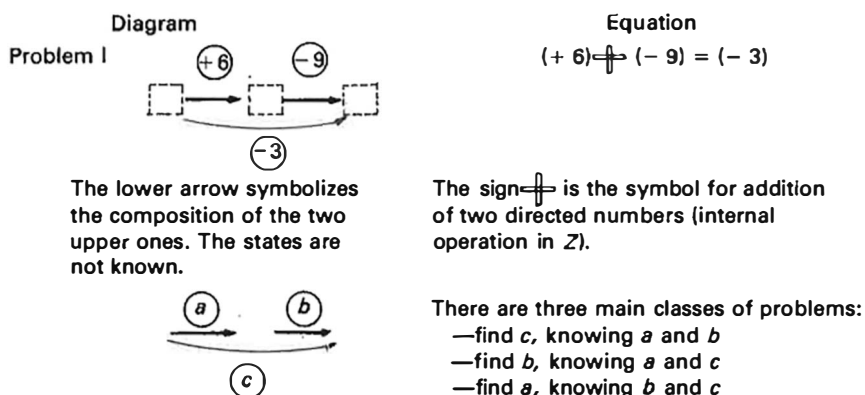 Diagram
Equation
Problem I
+6
−9
(+ 6) ╬ (− 9) = (− 3)
−3
The lower arrow symbolizes
the composition of the two
upper ones. The states are
not known.
The sign ╬ is the symbol for addition
of two directed numbers (internal
operation in Z).
a
b
c
There are three main classes of problems:
—find c, knowing a and b
—find b, knowing a and c
—find a, knowing b and c